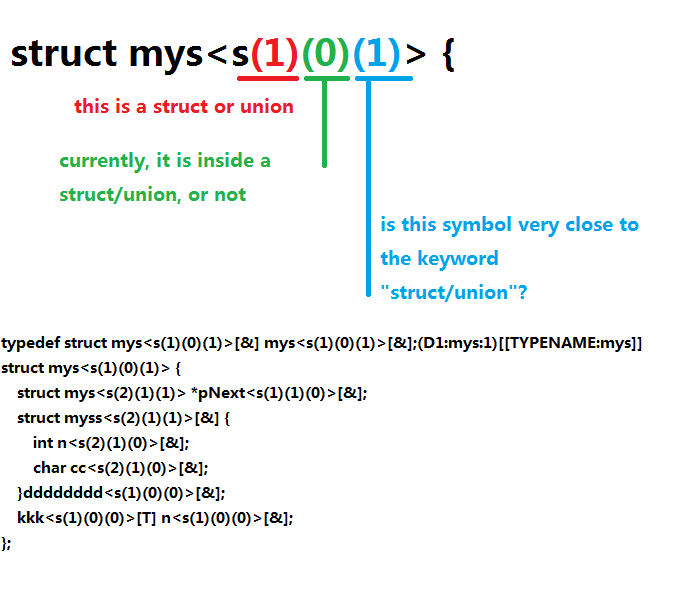 struct mys<s(1)(0)(1)> {
this is a struct or union
currently, it is inside a
struct/union, or not
is this symbol very close to
the keyword
"struct/union"?
typedef struct mys<s(1)(0)(1)>[&] mys<s(1)(0)(1)>[&];(D1:mys:1)[[TYPENAME:mys]]
struct mys<s(1)(0)(1)> {
struct mys<s(2)(1)(1)> *pNext<s(1)(1)(0)>[&];
struct myss<s(2)(1)(1)>[&] {
int n<s(2)(1)(0)>[&];
char cc<s(2)(1)(0)>[&];
}dddddddd<s(1)(0)(0)>[&];
kkk<s(1)(0)(0)>[T] n<s(1)(0)(0)>[&];
};